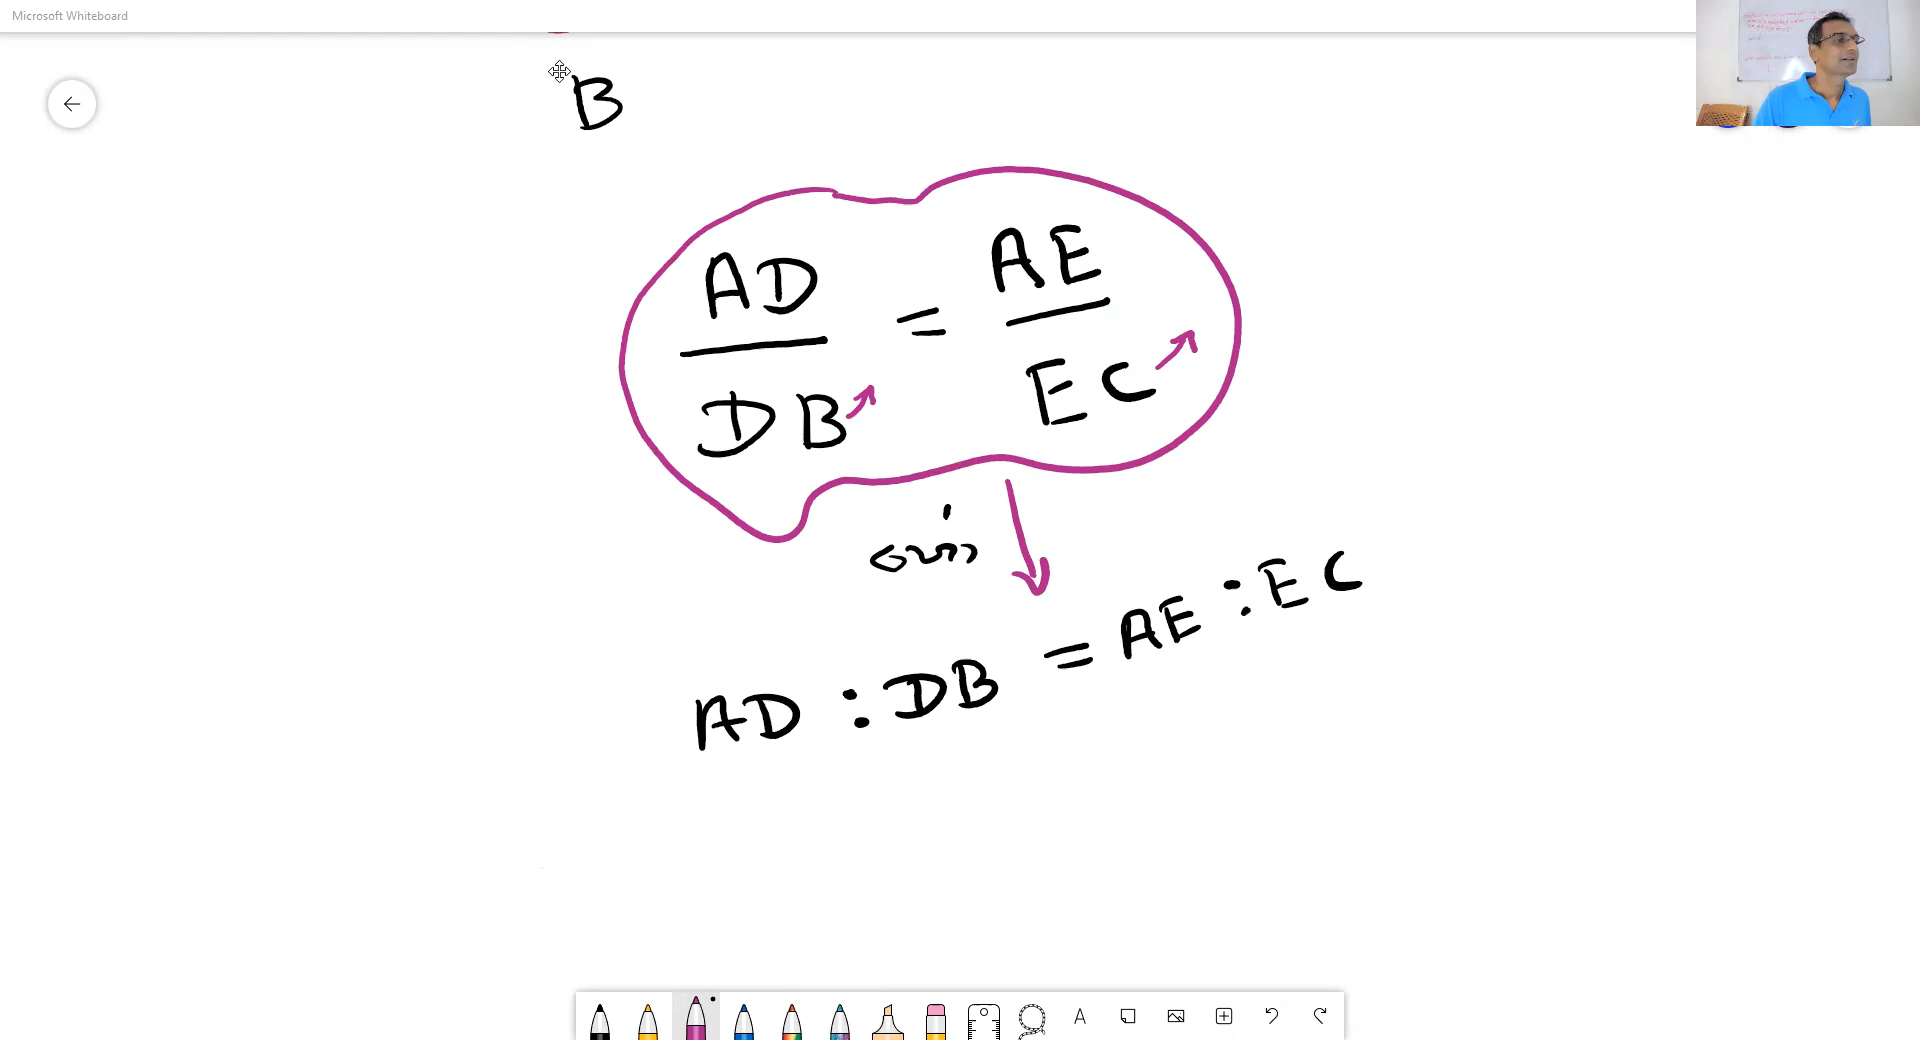 Microsoft Whiteboard
B
AD/DB = AE/EC
AD : DB = AE : EC
A